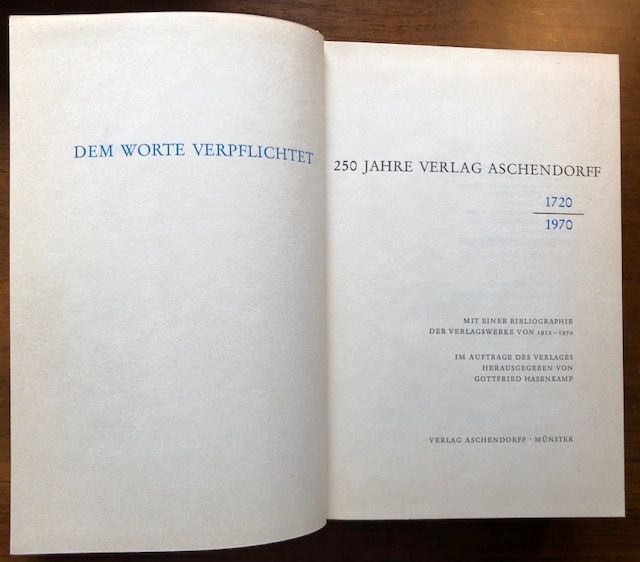 DEM WORTE VERPFLICHTET
250 JAHRE VERLAG ASCHENDORFF
1720
1970
MIT EINER BIBLIOGRAPHIE
DER VERLAGSWERKE VON 1912–1970
IM AUFTRAGE DES VERLAGES
HERAUSGEGEBEN VON
GOTTFRIED HASENKAMP
VERLAG ASCHENDORFF · MÜNSTER